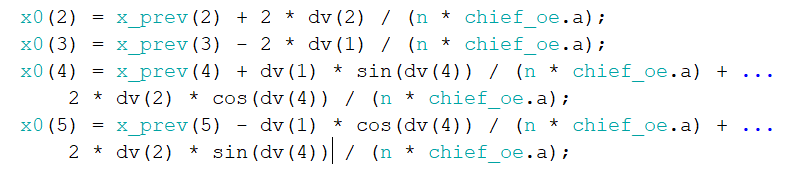 x0(2) = x_prev(2) + 2 * dv(2) / (n * chief_oe.a);
x0(3) = x_prev(3) - 2 * dv(1) / (n * chief_oe.a);
x0(4) = x_prev(4) + dv(1) * sin(dv(4)) / (n * chief_oe.a) + ...
2 * dv(2) * cos(dv(4)) / (n * chief_oe.a);
x0(5) = x_prev(5) - dv(1) * cos(dv(4)) / (n * chief_oe.a) + ...
2 * dv(2) * sin(dv(4)) / (n * chief_oe.a);